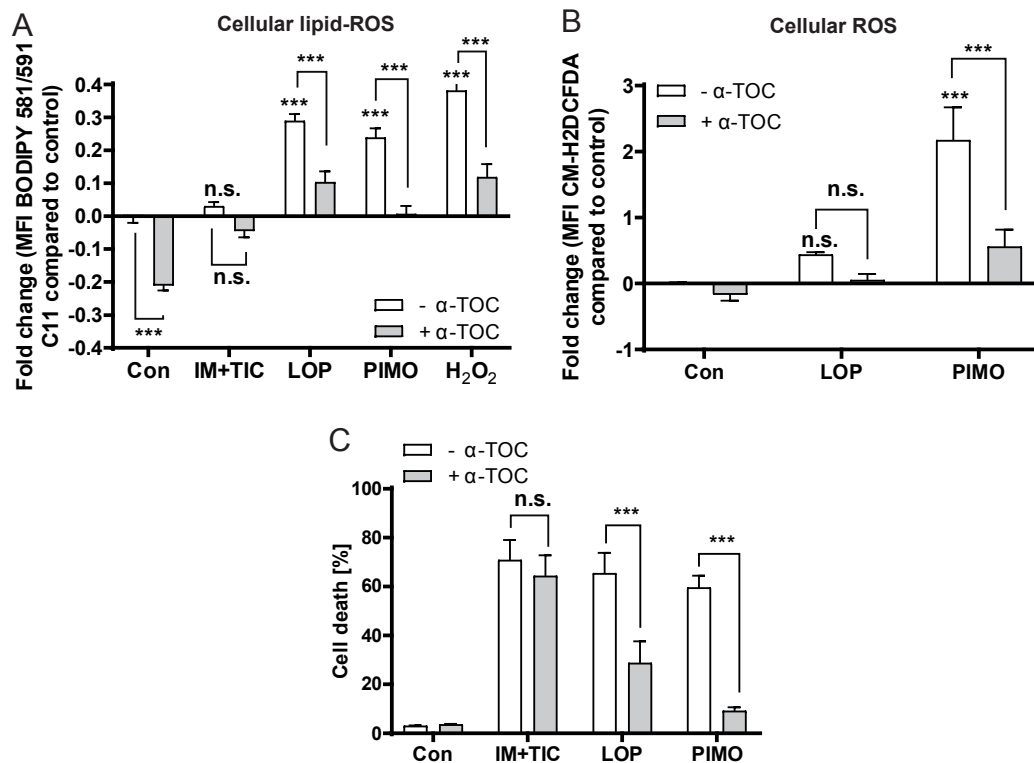 A
Cellular lipid-ROS
Fold change (MFI BODIPY 581/591
C11 compared to control)
0.4
0.3
0.2
0.1
0.0
-0.1
-0.2
-0.3
-0.4
***
n.s.
n.s.
***
***
***
***
***
***
- α-TOC
+ α-TOC
Con IM+TIC LOP PIMO H₂O₂
B
Cellular ROS
Fold change (MFI CM-H2DCFDA
compared to control)
3
2
1
0
-1
- α-TOC
+ α-TOC
n.s.
n.s.
***
***
Con LOP PIMO
C
- α-TOC
+ α-TOC
Cell death [%]
100
80
60
40
20
0
n.s.
***
***
Con IM+TIC LOP PIMO